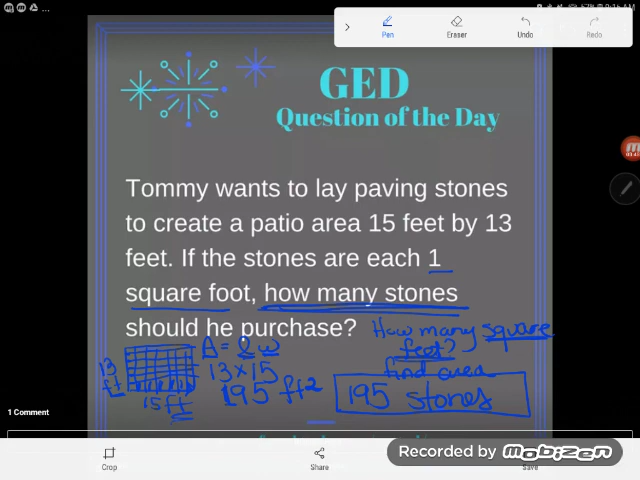 Pen
Eraser
Undo
Redo
GED
Question of the Day
Tommy wants to lay paving stones
to create a patio area 15 feet by 13
feet. If the stones are each 1
square foot, how many stones
should he purchase?
How many square
feet?
find area
A = l w
13 x 15
195 ft2
13
ft
15 ft
195 stones
1 Comment
Recorded by
MOBIZEN
Crop
Share
Save